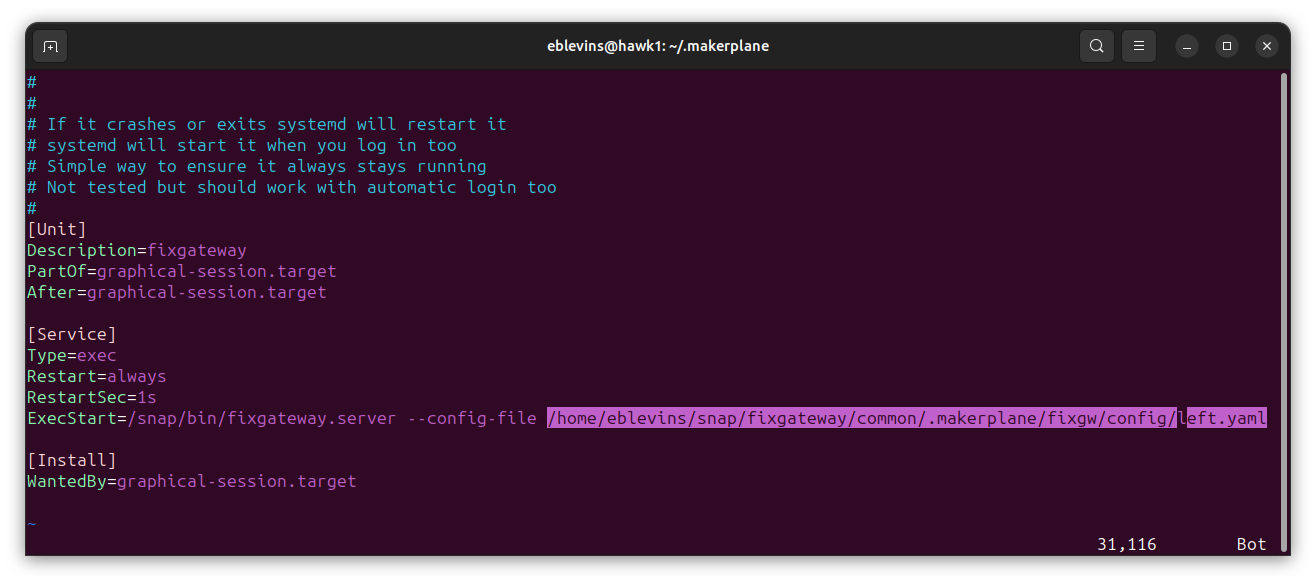 eblevins@hawk1: ~/.makerplane
#
#
# If it crashes or exits systemd will restart it
# systemd will start it when you log in too
# Simple way to ensure it always stays running
# Not tested but should work with automatic login too
#
[Unit]
Description=fixgateway
PartOf=graphical-session.target
After=graphical-session.target
[Service]
Type=exec
Restart=always
RestartSec=1s
ExecStart=/snap/bin/fixgateway.server --config-file /home/eblevins/snap/fixgateway/common/.makerplane/fixgw/config/left.yaml
[Install]
WantedBy=graphical-session.target
~
31,116 Bot